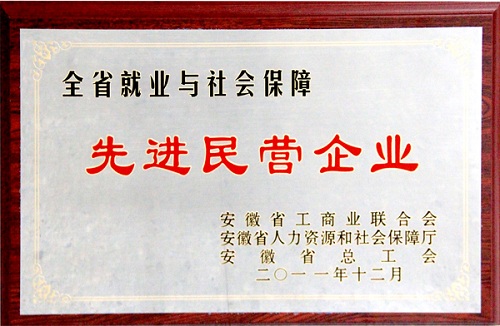 全省就业与社会保障
先进民营企业
安徽省工商业联合会
安徽省人力资源和社会保障厅
安徽省总工会
二〇一一年十二月